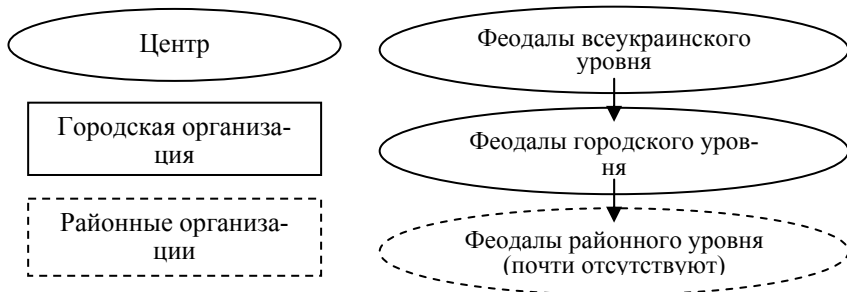 Центр
Городская организа-
ция
Районные организа-
ции
Феодалы всеукраинского
уровня
Феодалы городского уров-
ня
Феодалы районного уровня
(почти отсутствуют)